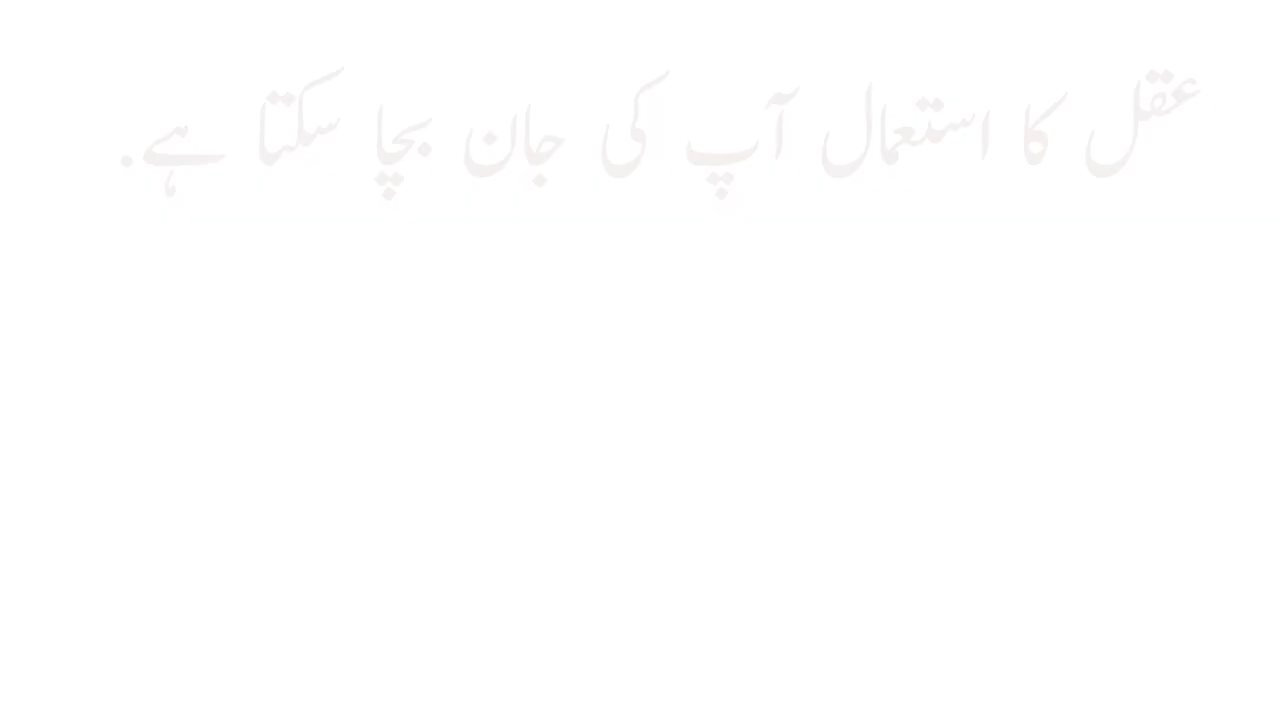 عقل کا استعمال آپ کی جان بچا سکتا ہے.